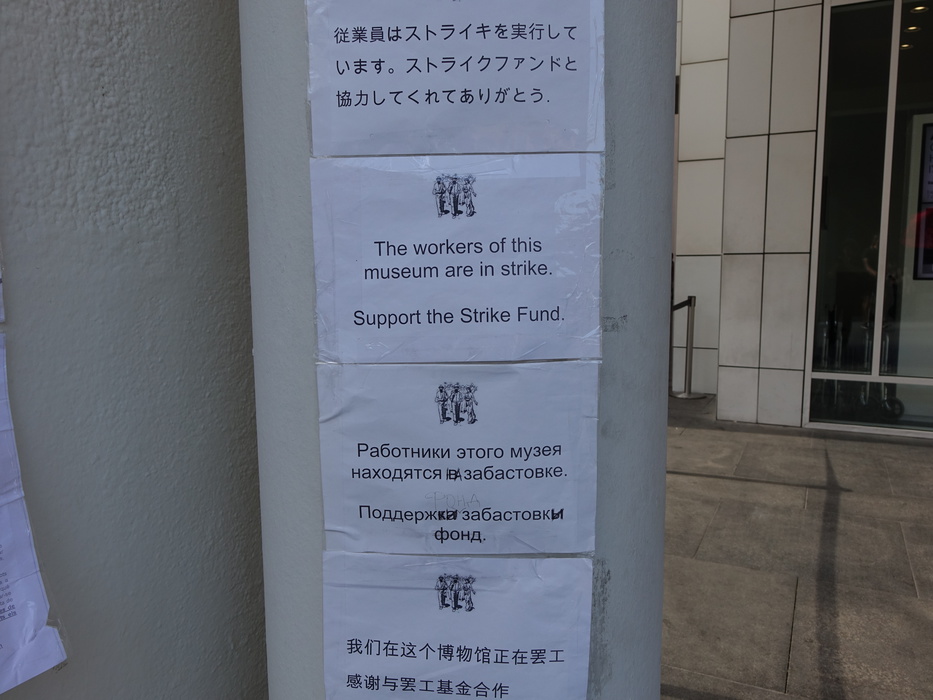 従業員はストライキを実行して
います。ストライクファンドと
協力してくれてありがとう.
The workers of this
museum are in strike.
Support the Strike Fund.
Работники этого музея
находятся забастовке.
забастовки
фонд.
我们在这个博物馆正在罢工
感谢与罢工基金合作